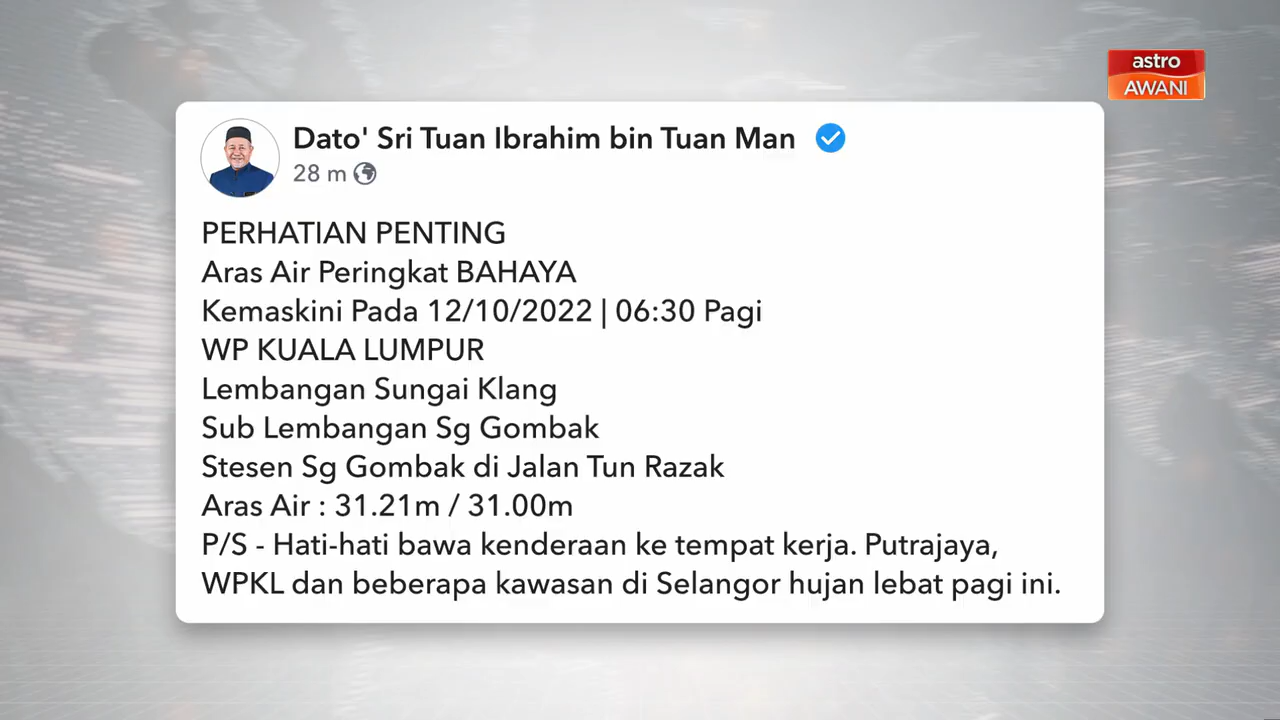 astro
AWANI
Dato' Sri Tuan Ibrahim bin Tuan Man
28 m
PERHATIAN PENTING
Aras Air Peringkat BAHAYA
Kemaskini Pada 12/10/2022 | 06:30 Pagi
WP KUALA LUMPUR
Lembangan Sungai Klang
Sub Lembangan Sg Gombak
Stesen Sg Gombak di Jalan Tun Razak
Aras Air : 31.21m / 31.00m
P/S - Hati-hati bawa kenderaan ke tempat kerja. Putrajaya,
WPKL dan beberapa kawasan di Selangor hujan lebat pagi ini.